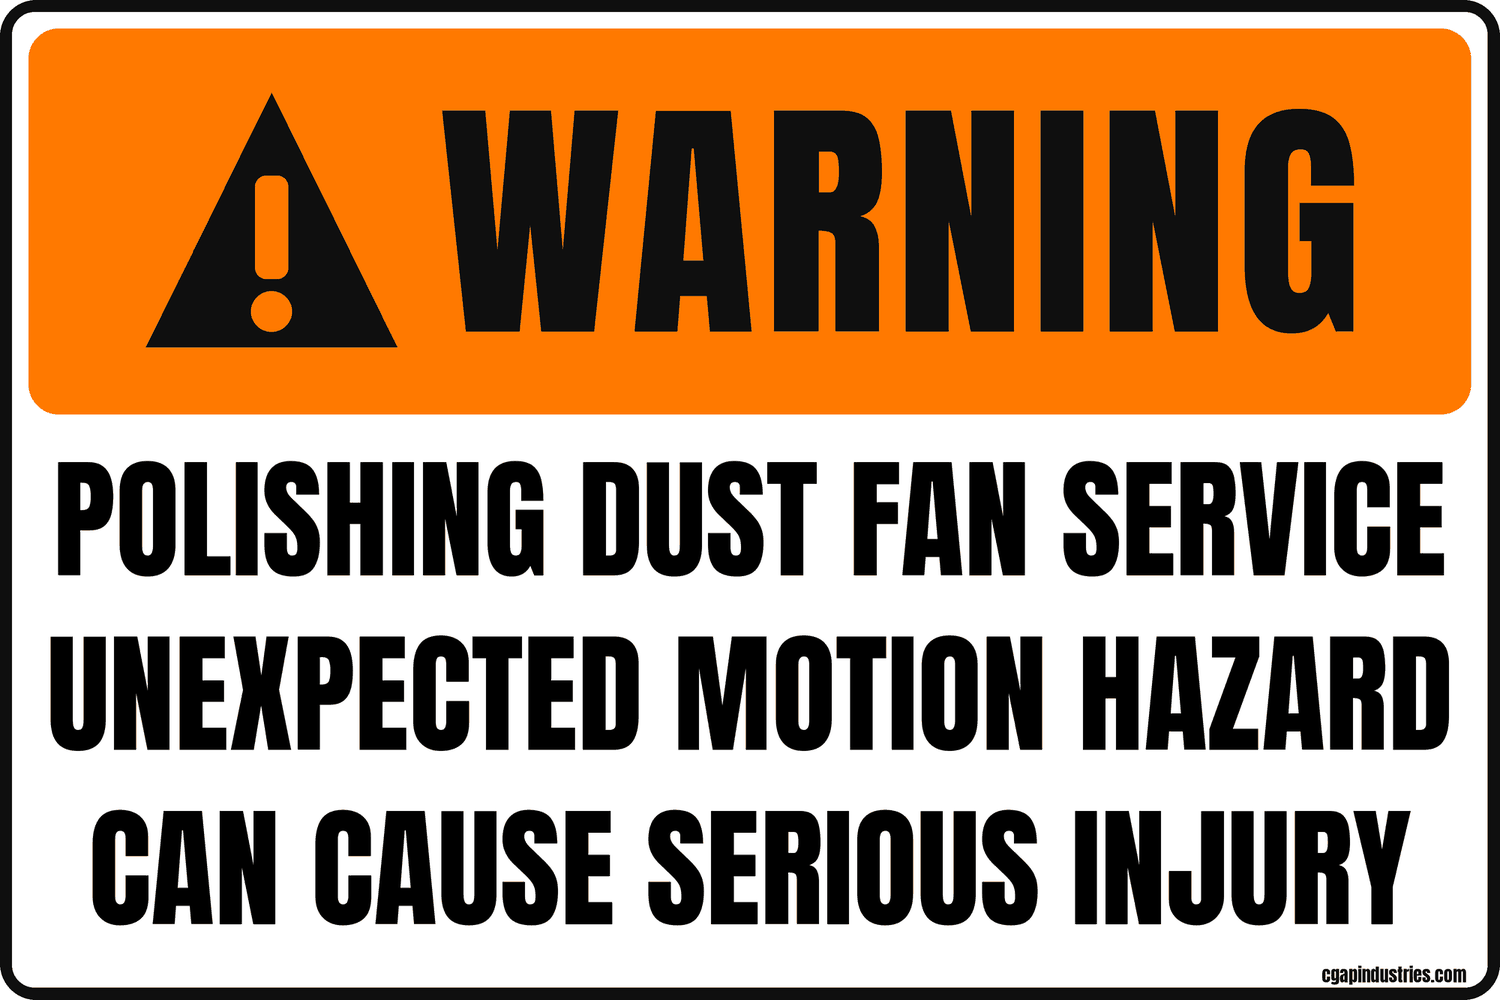 WARNING
POLISHING DUST FAN SERVICE
UNEXPECTED MOTION HAZARD
CAN CAUSE SERIOUS INJURY
cgapindustries.com